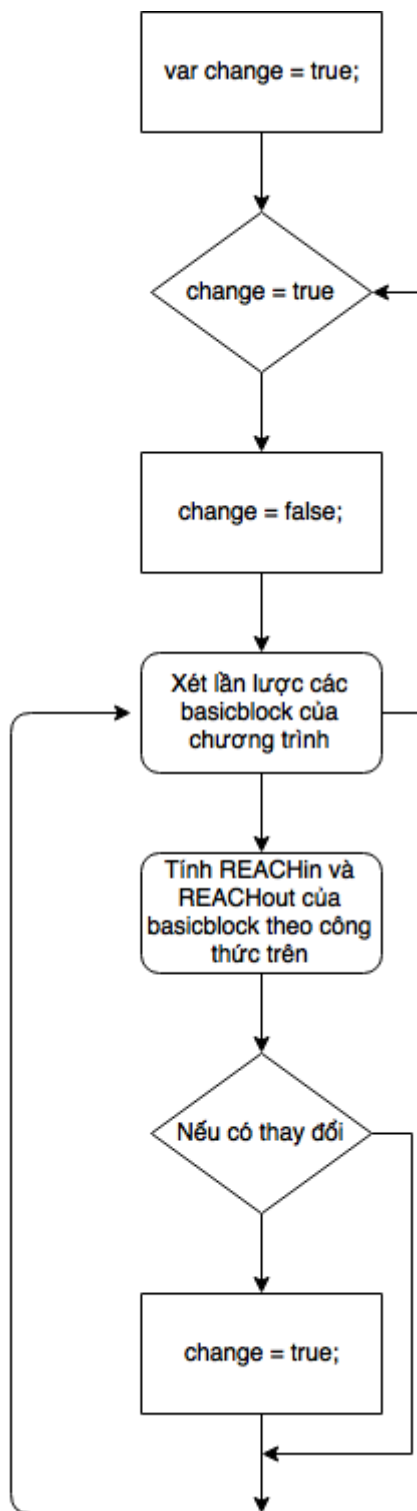 var change = true;
change = true
change = false;
Xét lần lược các
basicblock của
chương trình
Tính REACHin và
REACHout của
basicblock theo công
thức trên
Nếu có thay đổi
change = true;